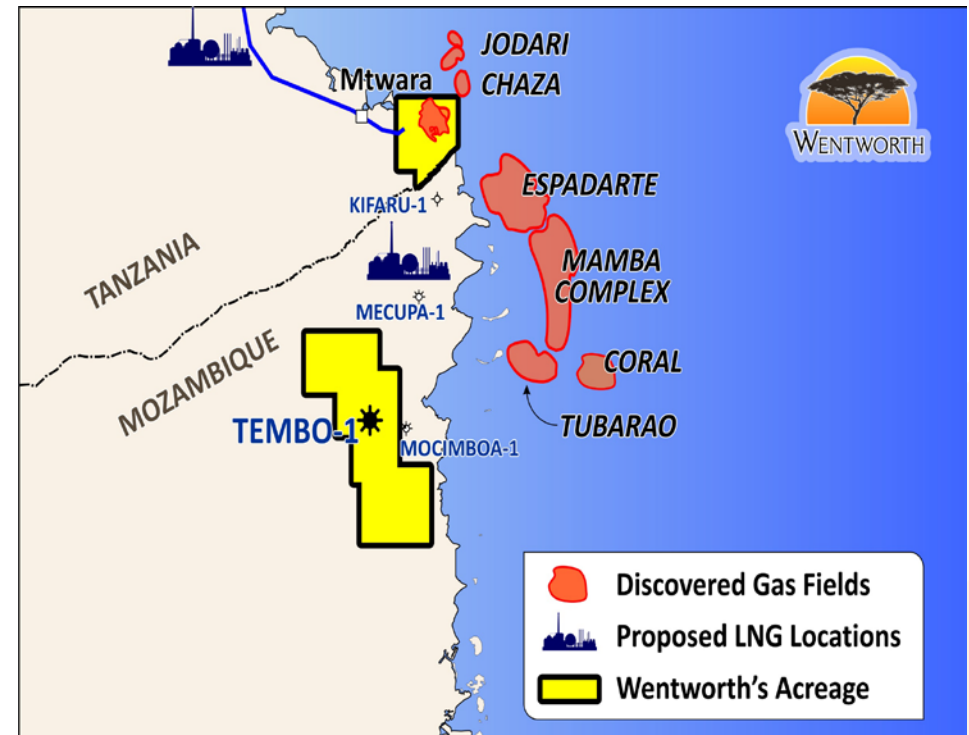 JODARI
Mtwara
CHAZA
WENTWORTH
ESPADARTE
KIFARU-1
TANZANIA
MAMBA
COMPLEX
MECUPA-1
MOZAMBIQUE
CORAL
TEMBO-1
TUBARAO
MOCIMBOA-1
Discovered Gas Fields
Proposed LNG Locations
Wentworth's Acreage